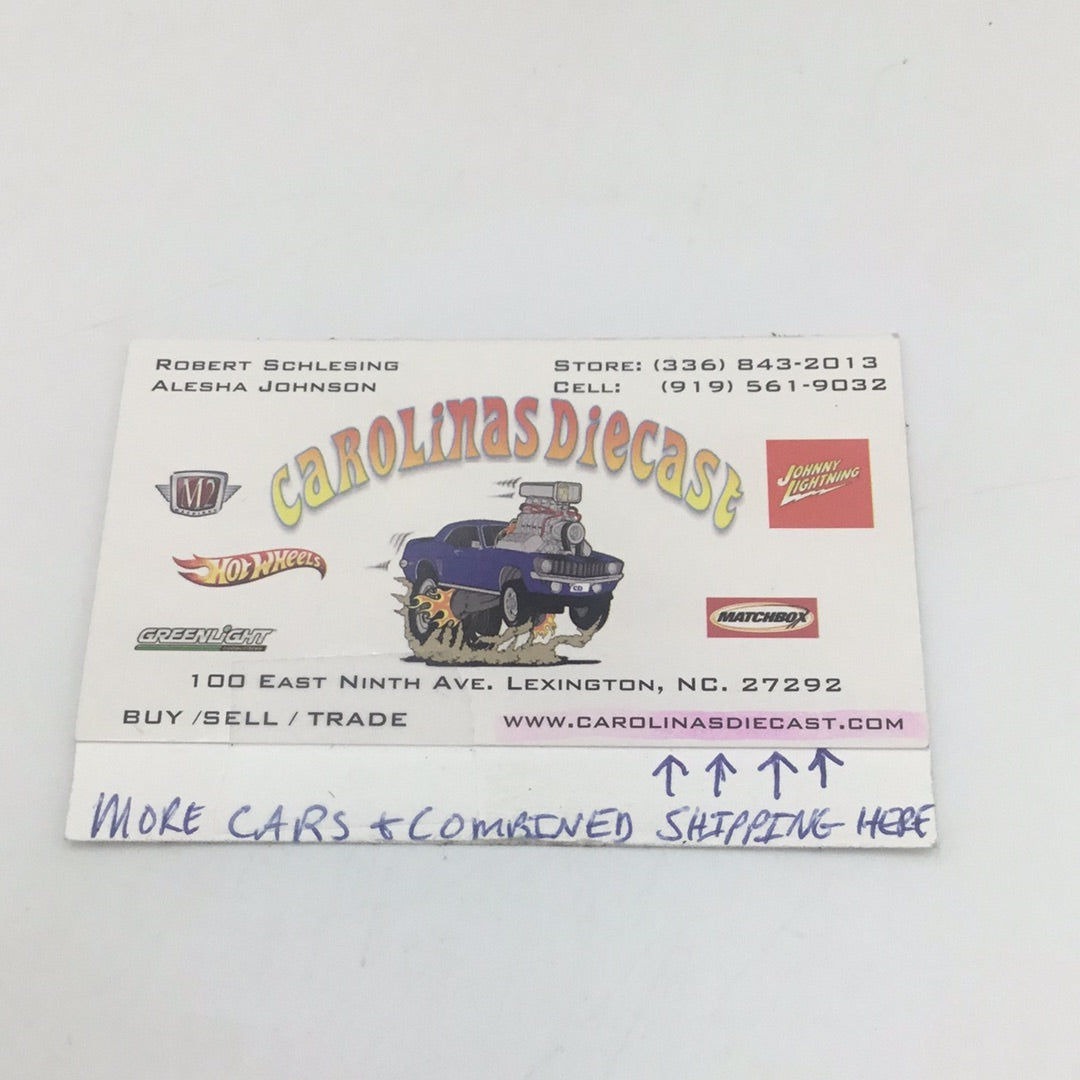 ROBERT SCHLESING
ALESHA JOHNSON
STORE: (336) 843-2013
CELL: (919) 561-9032
CAROLINAS DIECAST
M2
JOHNNY LIGHTNING
HOT WHEELS
MATCHBOX
GREENLIGHT
100 EAST NINTH AVE. LEXINGTON, NC. 27292
BUY /SELL / TRADE
WWW.CAROLINASDIECAST.COM
↑ ↑ ↑ ↑
MORE CARS + COMBINED SHIPPING HERE